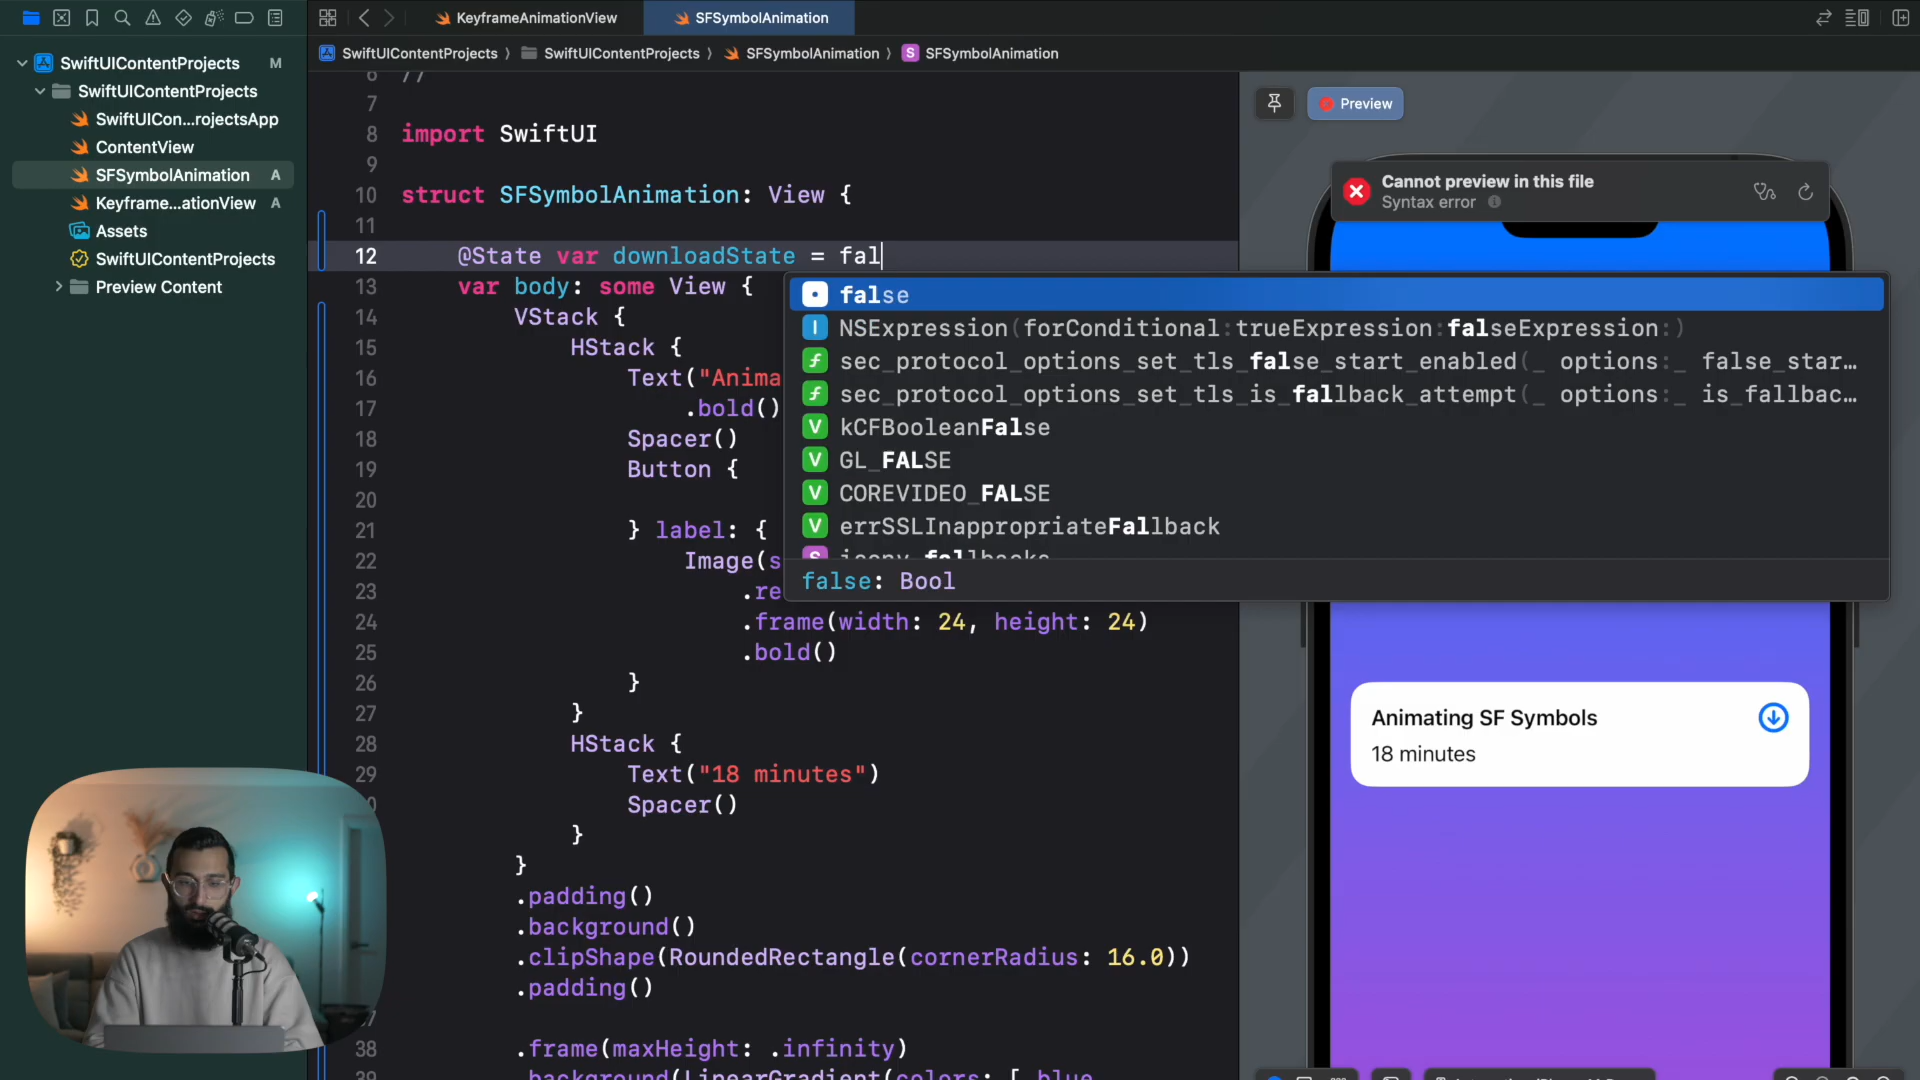 KeyframeAnimationView
SFSymbolAnimation
SwiftUIContentProjects
M
SwiftUIContentProjects
SwiftUICon...rojectsApp
ContentView
SFSymbolAnimation
A
Keyframe...ationView
A
Assets
SwiftUIContentProjects
Preview Content
SwiftUIContentProjects 〉 SwiftUIContentProjects 〉 SFSymbolAnimation 〉 S SFSymbolAnimation
6 //
7
8 import SwiftUI
9
10 struct SFSymbolAnimation: View {
11
12 @State var downloadState = fal
13 var body: some View {
14 VStack {
15 HStack {
16 Text("Anima
17 .bold()
18 Spacer()
19 Button {
20
21 } label: {
22 Image(s
23 .re
24 .frame(width: 24, height: 24)
25 .bold()
26 }
27 }
28 HStack {
29 Text("18 minutes")
Spacer()
}
}
.padding()
.background()
.clipShape(RoundedRectangle(cornerRadius: 16.0))
.padding()
38 .frame(maxHeight: .infinity)
39 .background(LinearGradient(colors: [ .blue
false
I NSExpression(forConditional:trueExpression:falseExpression:)
f sec_protocol_options_set_tls_false_start_enabled(_ options:_ false_star…
f sec_protocol_options_set_tls_is_fallback_attempt(_ options:_ is_fallbac…
V kCFBooleanFalse
V GL_FALSE
V COREVIDEO_FALSE
V errSSLInappropriateFallback
false: Bool
Preview
Cannot preview in this file
Syntax error
Animating SF Symbols
18 minutes